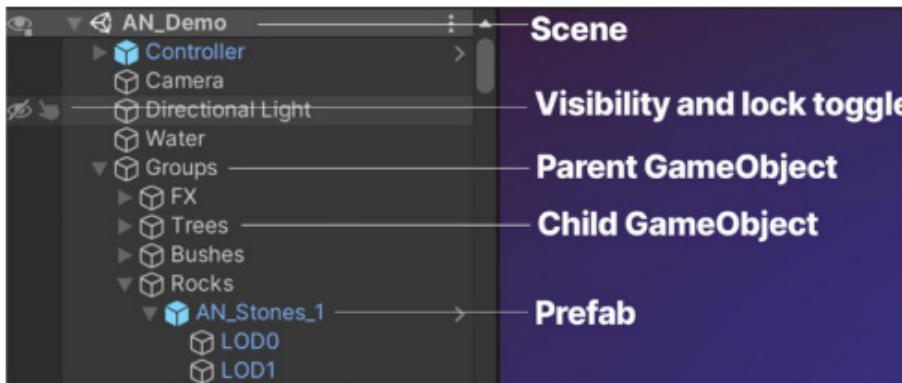 AN_Demo Scene
Controller
Camera
Directional Light Visibility and lock toggle
Water
Groups Parent GameObject
FX
Trees Child GameObject
Bushes
Rocks
AN_Stones_1 Prefab
LOD0
LOD1